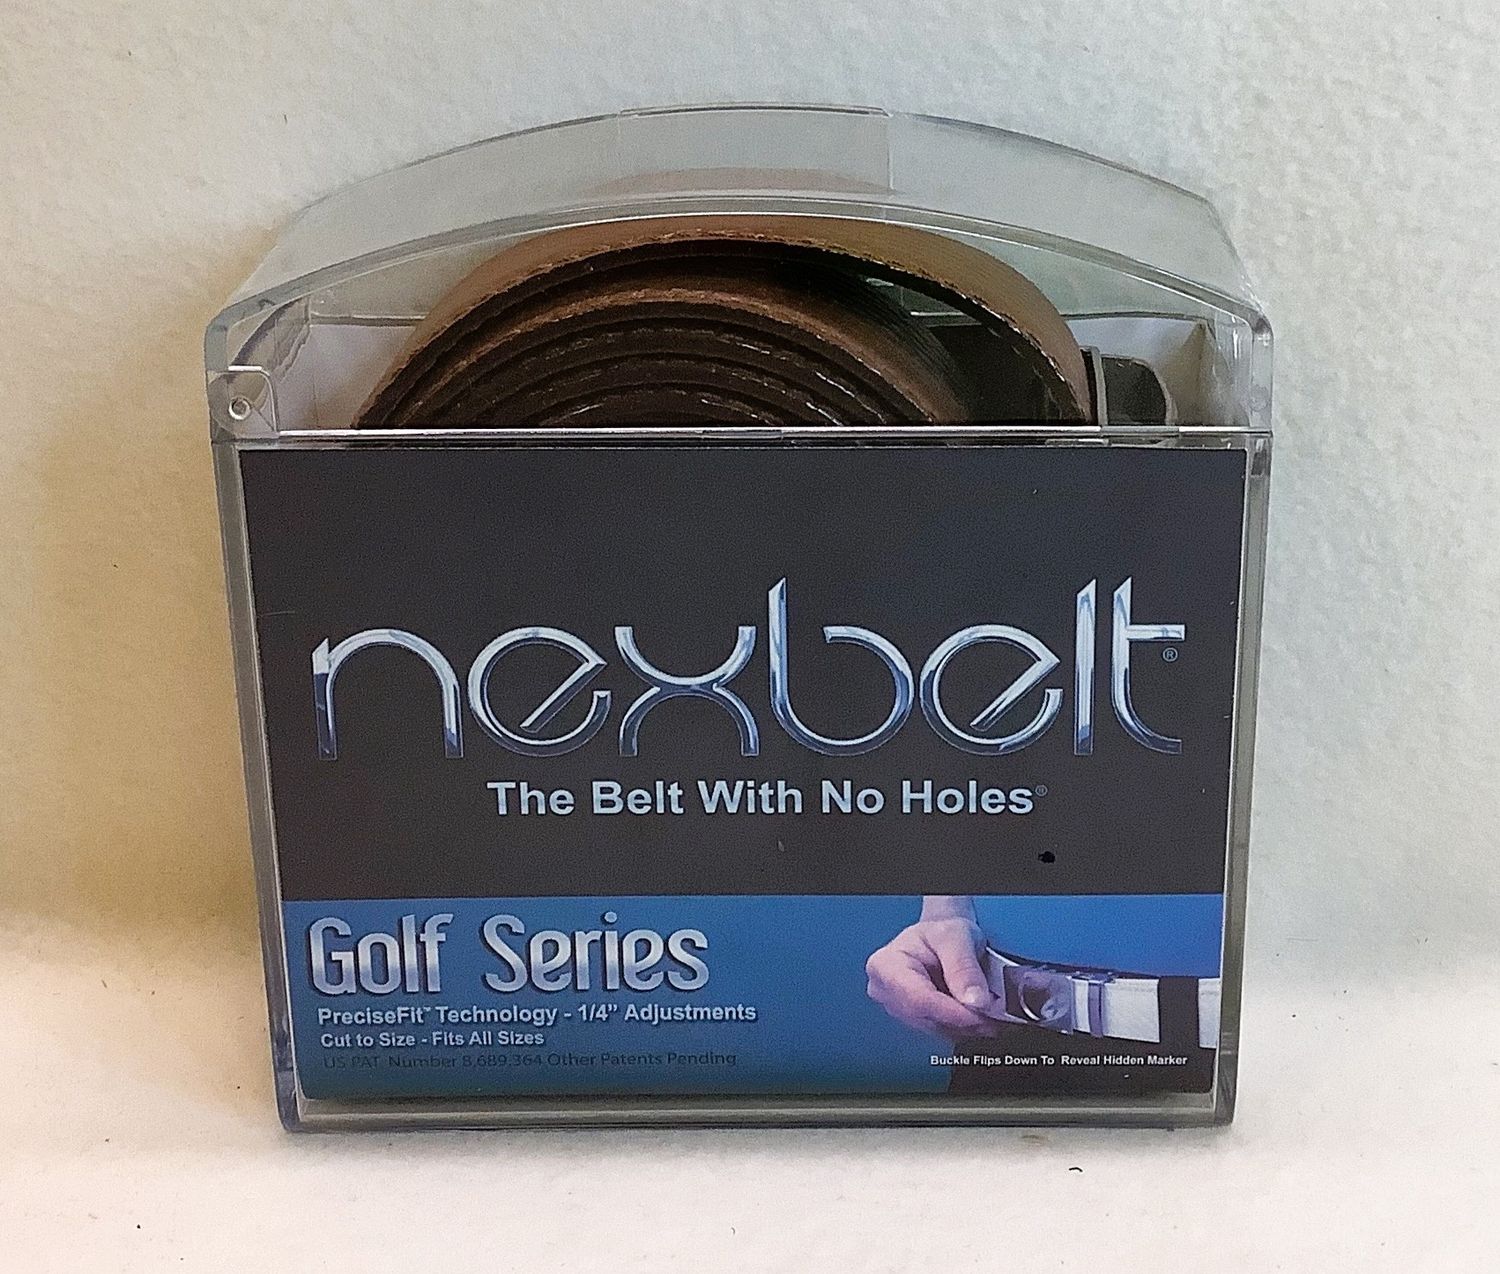 nexbelt®
The Belt With No Holes®
Golf Series
PreciseFit™ Technology - 1/4” Adjustments
Cut to Size - Fits All Sizes
US PAT. Number 8,689,364 Other Patents Pending
Buckle Flips Down To Reveal Hidden Marker